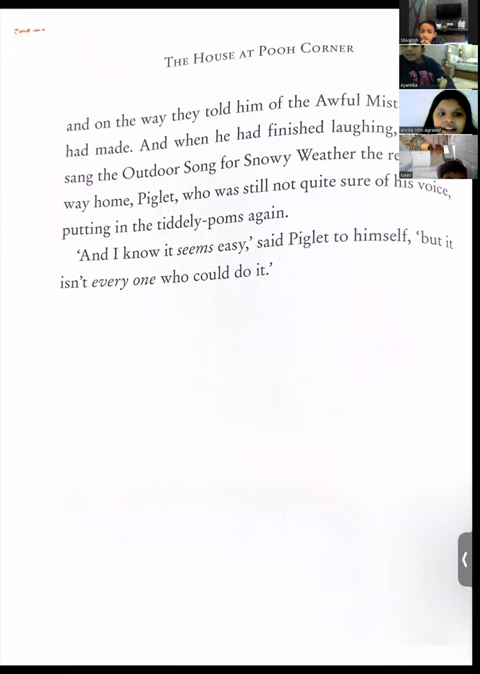 THE HOUSE AT POOH CORNER
and on the way they told him of the Awful
had made. And when he had finished laughing,
sang the Outdoor Song for Snowy Weather the
way home, Piglet, who was still not quite sure of his voice,
putting in the tiddely-poms again.
‘And I know it seems easy,’ said Piglet to himself, ‘but it
isn’t every one who could do it.’
Shivansh
Ayantika